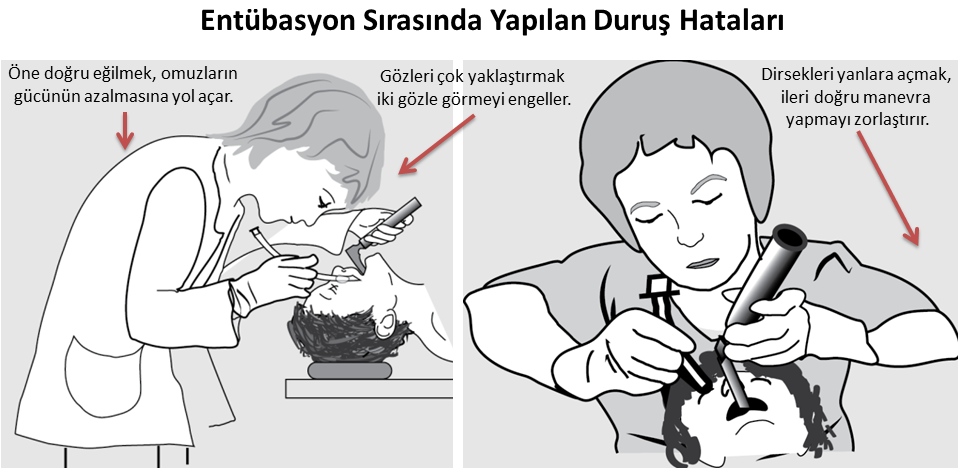 Entübasyon Sırasında Yapılan Duruş Hataları
Öne doğru eğilmek, omuzların
gücünün azalmasına yol açar.
Gözleri çok yaklaştırmak
iki gözle görmeyi engeller.
Dirsekleri yanlara açmak,
ileri doğru manevra
yapmayı zorlaştırır.